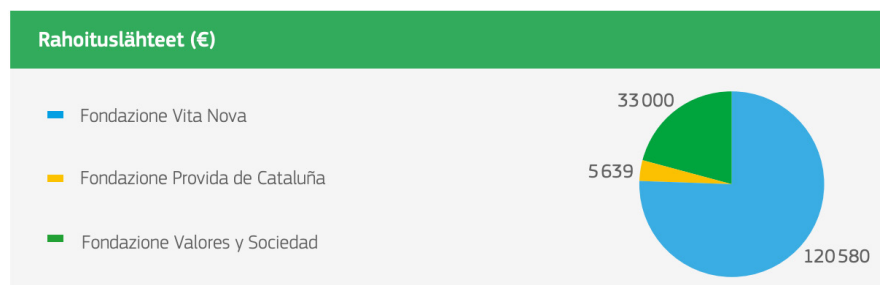 Rahoituslähteet (€)
Fondazione Vita Nova
Fondazione Provida de Cataluña
Fondazione Valores y Sociedad
33 000
5 639
120 580